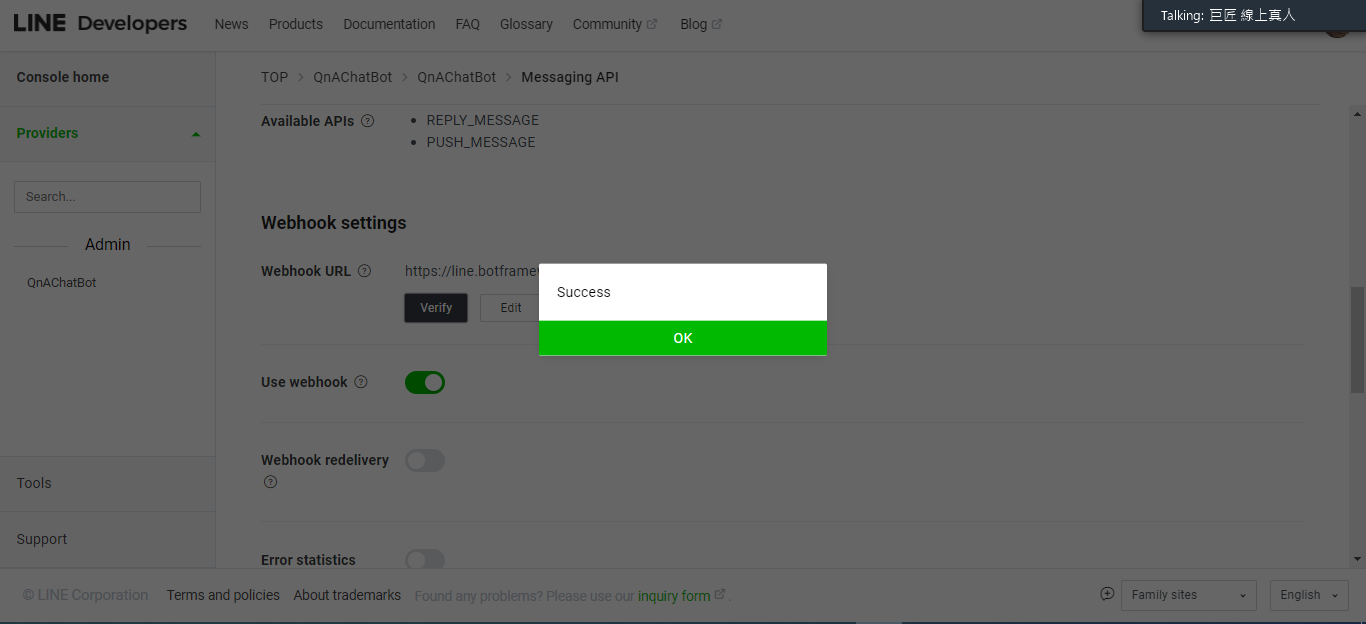 LINE Developers News Products Documentation FAQ Glossary Community Blog
Talking: 巨匠 線上真人
Console home
TOP > QnAChatBot > QnAChatBot > Messaging API
Providers
Search...
Admin
QnAChatBot
Tools
Support
Available APIs
• REPLY_MESSAGE
• PUSH_MESSAGE
Webhook settings
Webhook URL https://line.botframe
Verify Edit
Success
OK
Use webhook
Webhook redelivery
Error statistics
© LINE Corporation Terms and policies About trademarks Found any problems? Please use our inquiry form .
Family sites English